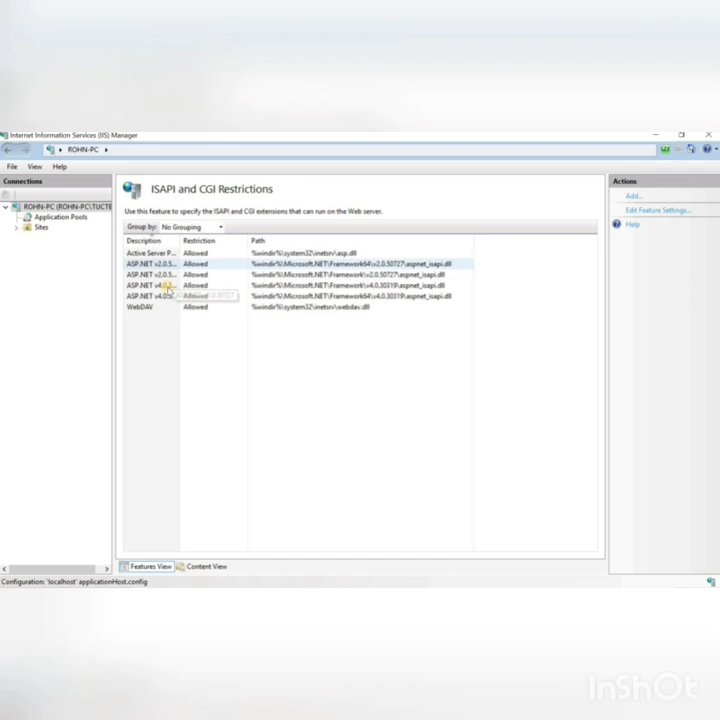 Internet Information Services (IIS) Manager
ROHN-PC
File View Help
Connections
ROHN-PC (ROHN-PC\TUCTE
Application Pools
Sites
ISAPI and CGI Restrictions
Use this feature to specify the ISAPI and CGI extensions that can run on the Web server.
Group by: No Grouping
Description Restriction Path
Active Server P... Allowed %windir%\system32\inetsrv\asp.dll
ASP.NET v2.0.5... Allowed %windir%\Microsoft.NET\Framework64\v2.0.50727\aspnet_isapi.dll
ASP.NET v2.0.5... Allowed %windir%\Microsoft.NET\Framework\v2.0.50727\aspnet_isapi.dll
ASP.NET v4.0.3... Allowed %windir%\Microsoft.NET\Framework\v4.0.30319\aspnet_isapi.dll
ASP.NET v4.0.3... Allowed %windir%\Microsoft.NET\Framework64\v4.0.30319\aspnet_isapi.dll
WebDAV Allowed %windir%\system32\inetsrv\webdav.dll
Actions
Add...
Edit Feature Settings...
Help
Features View Content View
Configuration: 'localhost' applicationHost.config
InShOt